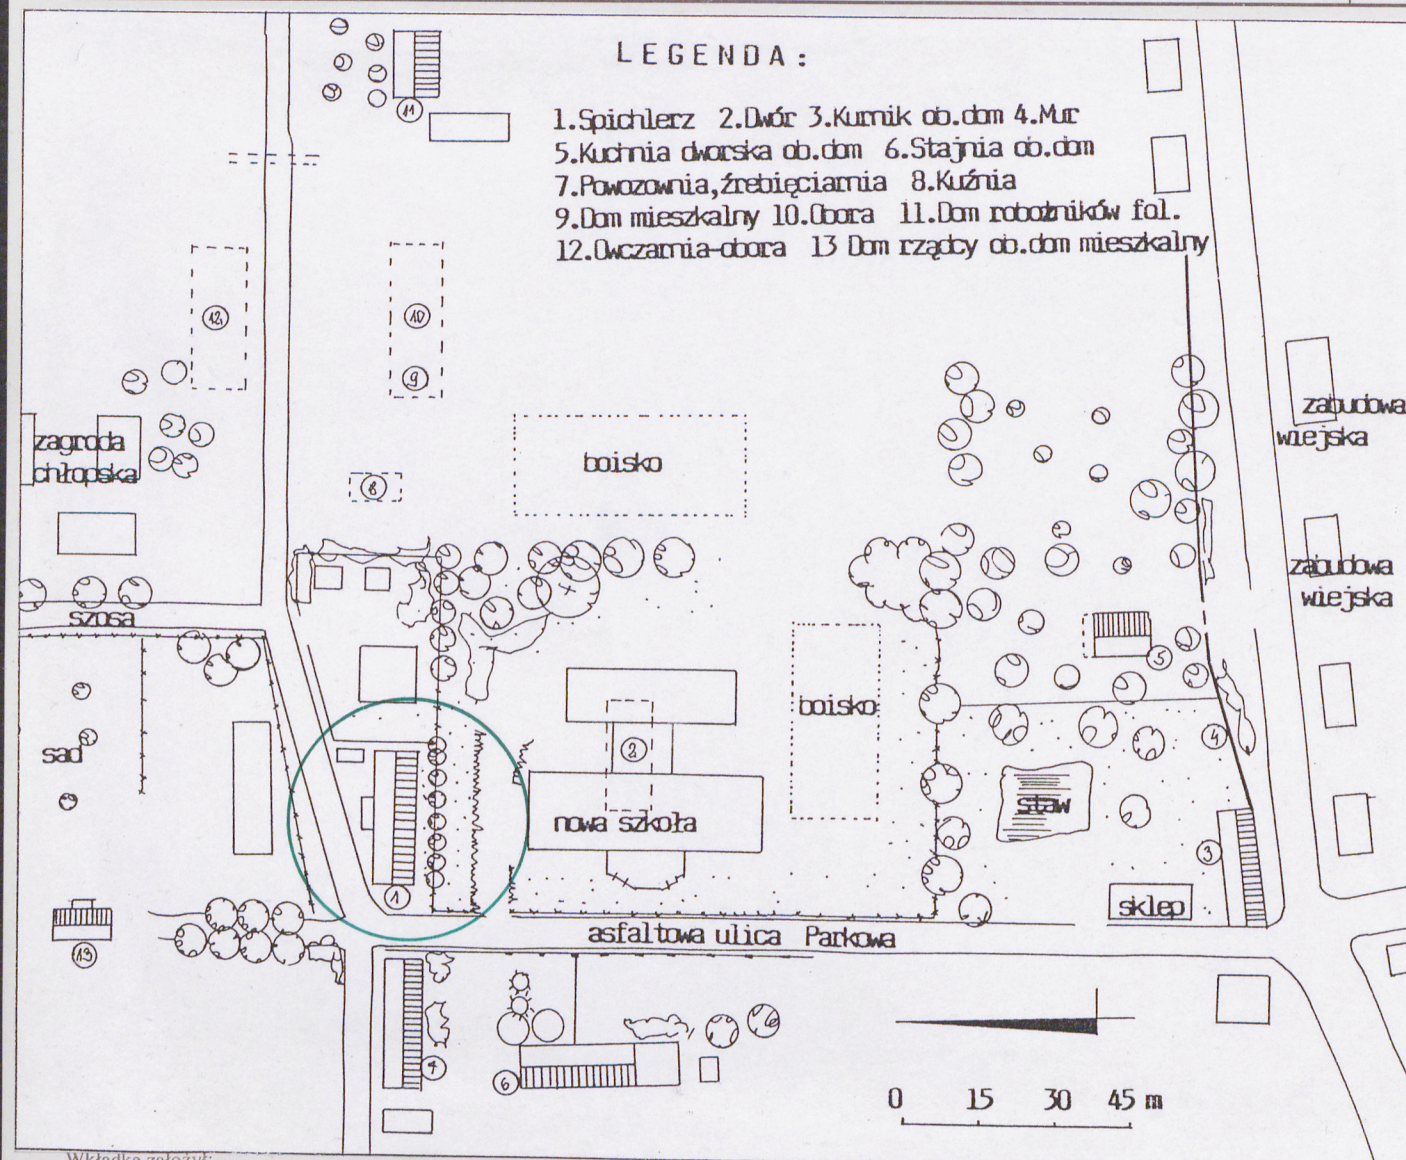 LEGENDA:
1.Spichlerz 2.Dwór 3.Kurnik ob.dom 4.Mur
5.Kuchnia dworska ob.dom 6.Stajnia ob.dom
7.Powozownia,źrebięciarnia 8.Kuźnia
9.Dom mieszkalny 10.Obora 11.Dom robotników fol.
12.Owczarnia-obora 13 Dom rządcy ob.dom mieszkalny
11
12
10
9
zagroda
chłopska
boisko
8
zabudowa
wiejska
zabudowa
wiejska
szosa
5
boisko
2
4
sad
staw
nowa szkoła
3
1
sklep
asfaltowa ulica Parkowa
13
7
6
0 15 30 45 m